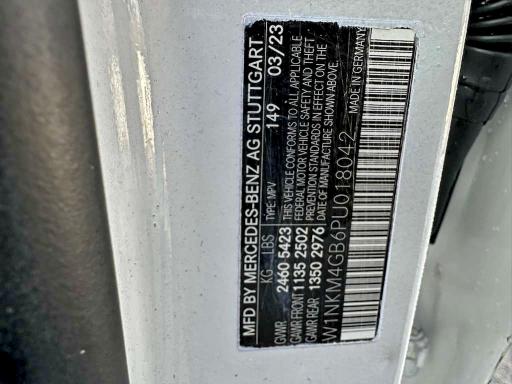 MFD BY MERCEDES-BENZ AG STUTTGART
KG LBS TYPE: MPV 149 03/23
GVWR 2460 5423 THIS VEHICLE CONFORMS TO ALL APPLICABLE
GAWR FRONT 1135 2502 FEDERAL MOTOR VEHICLE SAFETY AND THEFT
GAWR REAR 1350 2976 PREVENTION STANDARDS IN EFFECT ON THE
DATE OF MANUFACTURE SHOWN ABOVE.
W1NKM4GB6PU018042 MADE IN GERMANY